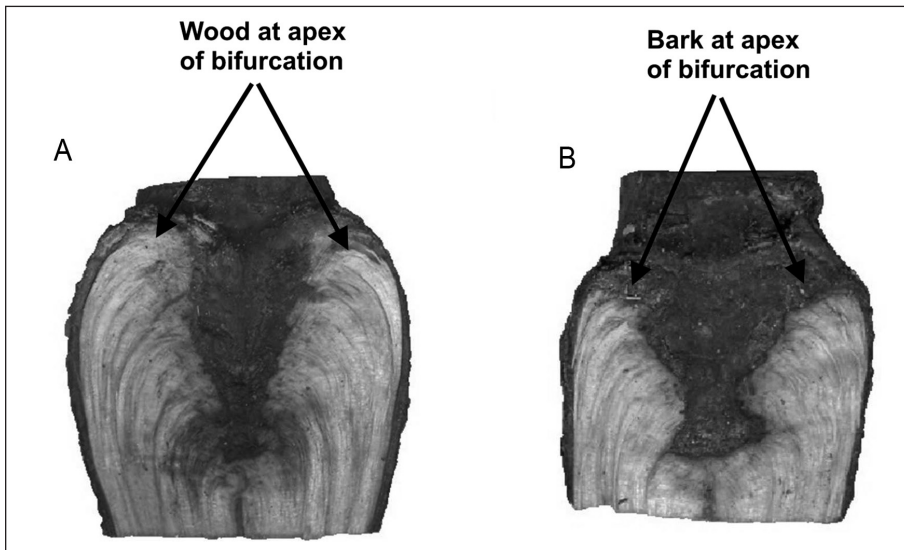 Wood at apex
of bifurcation
Bark at apex
of bifurcation
A
B